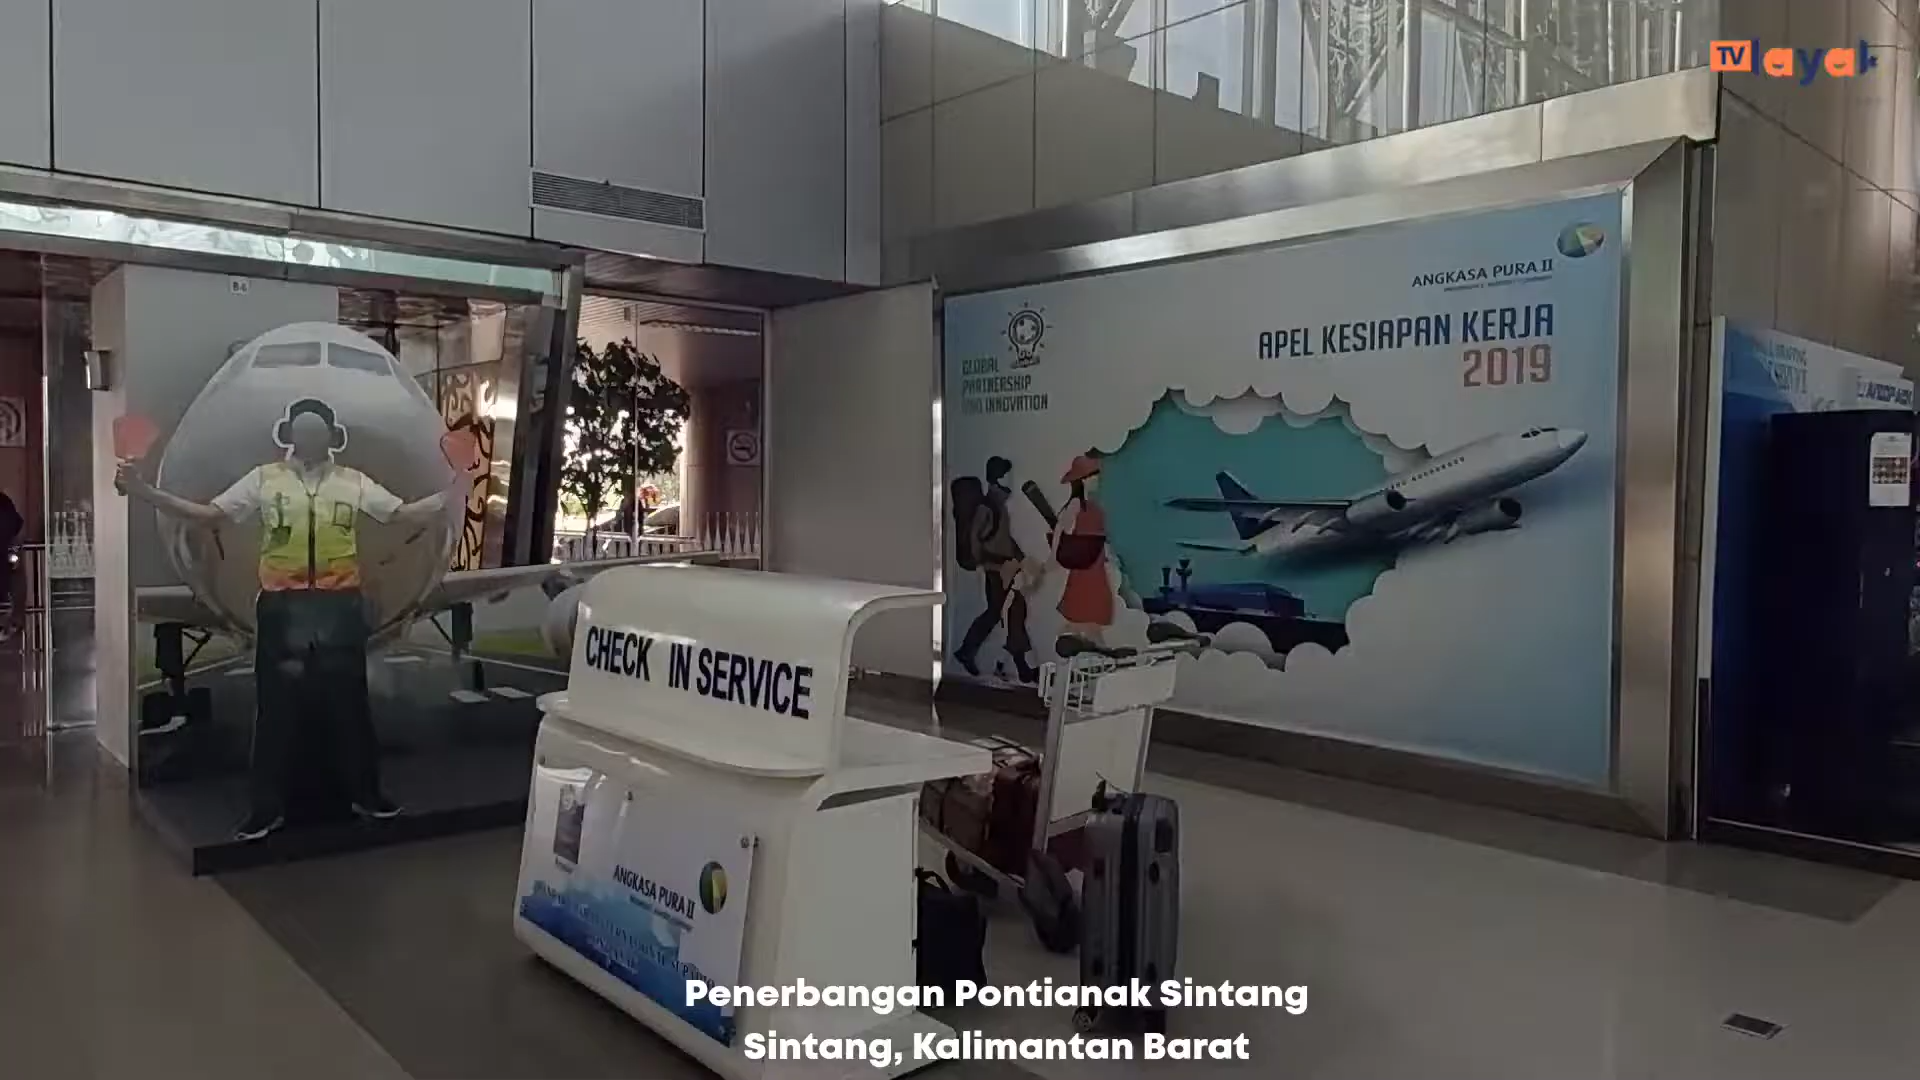 TV layak
B6
ANGKASA PURA II
APEL KESIAPAN KERJA
2019
GLOBAL
PARTNERSHIP
AND INNOVATION
CHECK IN SERVICE
ANGKASA PURA II
Penerbangan Pontianak Sintang
Sintang, Kalimantan Barat